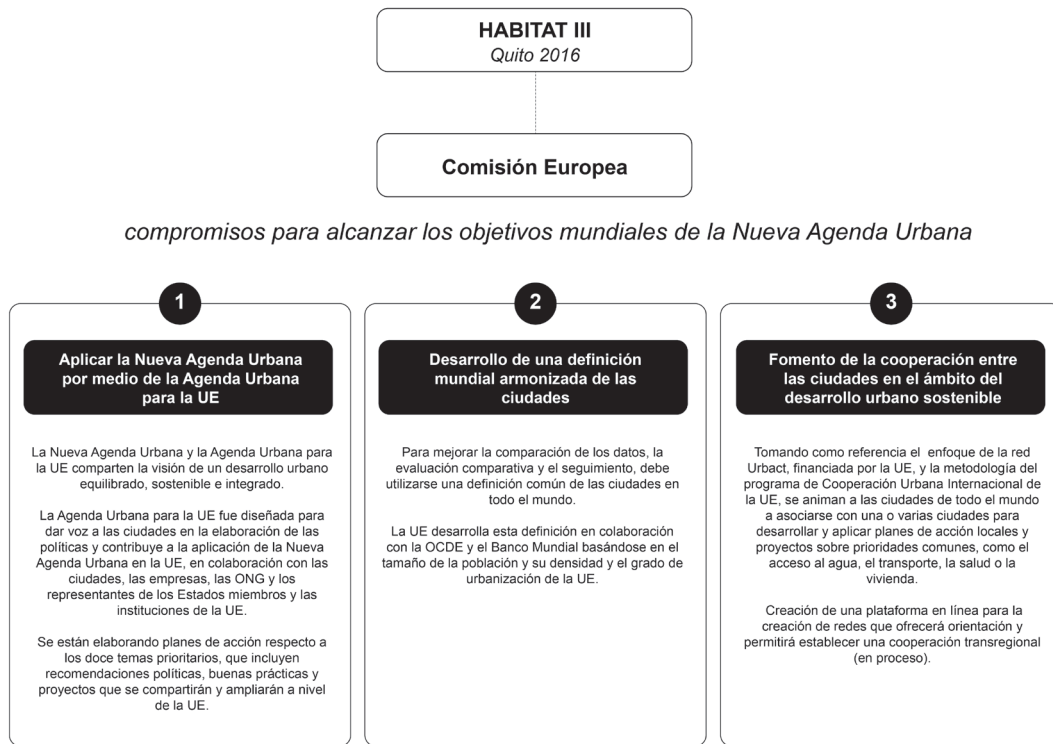 HABITAT III
Quito 2016
Comisión Europea
compromisos para alcanzar los objetivos mundiales de la Nueva Agenda Urbana
1
Aplicar la Nueva Agenda Urbana
por medio de la Agenda Urbana
para la UE
La Nueva Agenda Urbana y la Agenda Urbana para
la UE comparten la visión de un desarrollo urbano
equilibrado, sostenible e integrado.
La Agenda Urbana para la UE fue diseñada para
dar voz a las ciudades en la elaboración de las
políticas y contribuye a la aplicación de la Nueva
Agenda Urbana en la UE, en colaboración con las
ciudades, las empresas, las ONG y los
representantes de los Estados miembros y las
instituciones de la UE.
Se están elaborando planes de acción respecto a
los doce temas prioritarios, que incluyen
recomendaciones políticas, buenas prácticas y
proyectos que se compartirán y ampliarán a nivel
de la UE.
2
Desarrollo de una definición
mundial armonizada de las
ciudades
Para mejorar la comparación de los datos, la
evaluación comparativa y el seguimiento, debe
utilizarse una definición común de las ciudades en
todo el mundo.
La UE desarrolla esta definición en colaboración
con la OCDE y el Banco Mundial basándose en el
tamaño de la población y su densidad y el grado de
urbanización de la UE.
3
Fomento de la cooperación entre
las ciudades en el ámbito del
desarrollo urbano sostenible
Tomando como referencia el enfoque de la red
Urbact, financiada por la UE, y la metodología del
programa de Cooperación Urbana Internacional de
la UE, se animan a las ciudades de todo el mundo
a asociarse con una o varias ciudades para
desarrollar y aplicar planes de acción locales y
proyectos sobre prioridades comunes, como el
acceso al agua, el transporte, la salud o la
vivienda.
Creación de una plataforma en línea para la
creación de redes que ofrecerá orientación y
permitirá establecer una cooperación transregional
(en proceso).